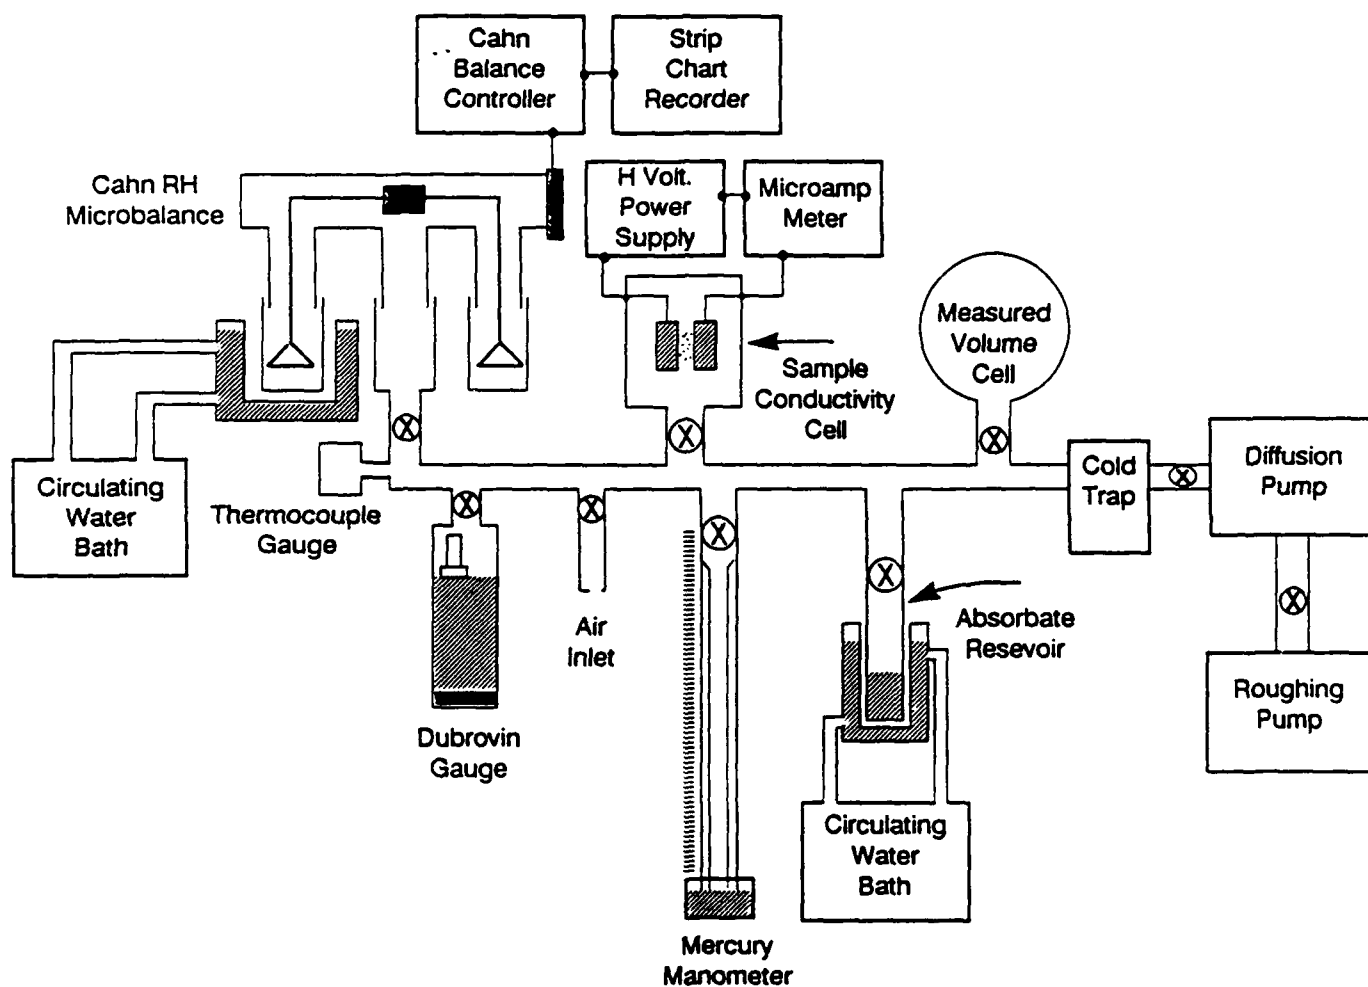 Cahn
Balance
Controller
Strip
Chart
Recorder
Cahn RH
Microbalance
H Volt.
Power
Supply
Microamp
Meter
Measured
Volume
Cell
Sample
Conductivity
Cell
Circulating
Water
Bath
Thermocouple
Gauge
X
X
X
X
X
X
X
X
X
Cold
Trap
Diffusion
Pump
Air
Inlet
Absorbate
Resevoir
Roughing
Pump
Dubrovin
Gauge
Circulating
Water
Bath
Mercury
Manometer